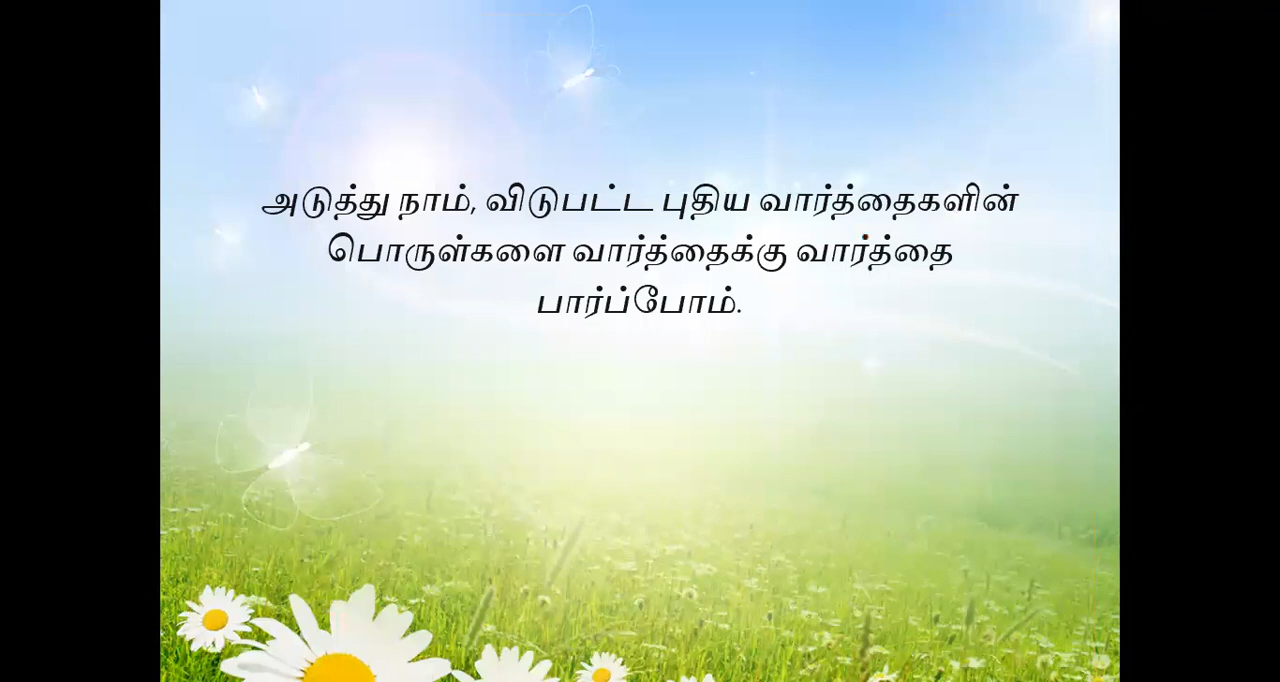 அடுத்து நாம், விடுபட்ட புதிய வார்த்தைகளின்
பொருள்களை வார்த்தைக்கு வார்த்தை
பார்ப்போம்.